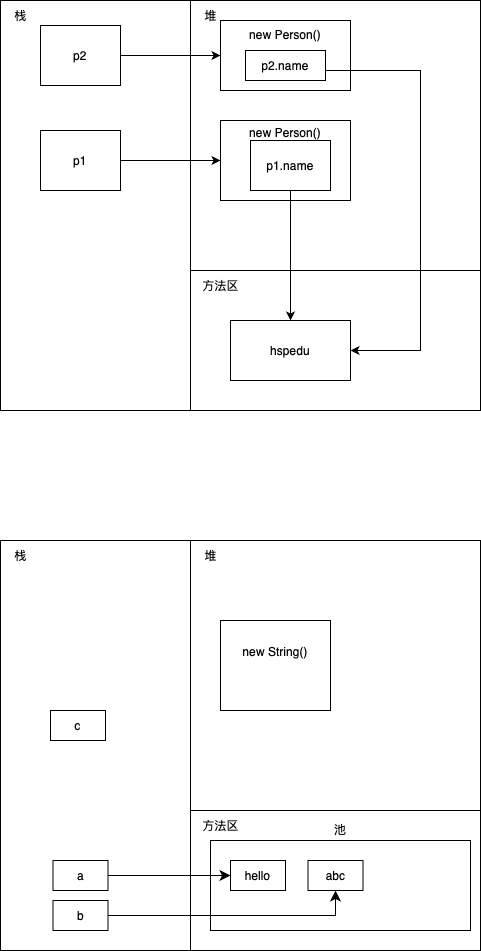 栈
堆
p2
new Person()
p2.name
p1
new Person()
p1.name
方法区
hspedu
栈
堆
new String()
c
方法区
池
a
hello
abc
b